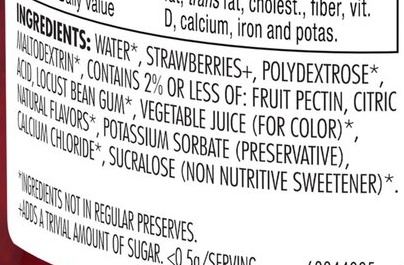 value
trans fat, cholest., fiber, vit.
D, calcium, iron and potas.
INGREDIENTS: WATER*, STRAWBERRIES+, POLYDEXTROSE*,
MALTODEXTRIN*, CONTAINS 2% OR LESS OF: FRUIT PECTIN, CITRIC
ACID, LOCUST BEAN GUM*, VEGETABLE JUICE (FOR COLOR)*,
NATURAL FLAVORS*, POTASSIUM SORBATE (PRESERVATIVE),
CALCIUM CHLORIDE*, SUCRALOSE (NON NUTRITIVE SWEETENER)*.
*INGREDIENTS NOT IN REGULAR PRESERVES.
+ADDS A TRIVIAL AMOUNT OF SUGAR. <0.5g/SERVING